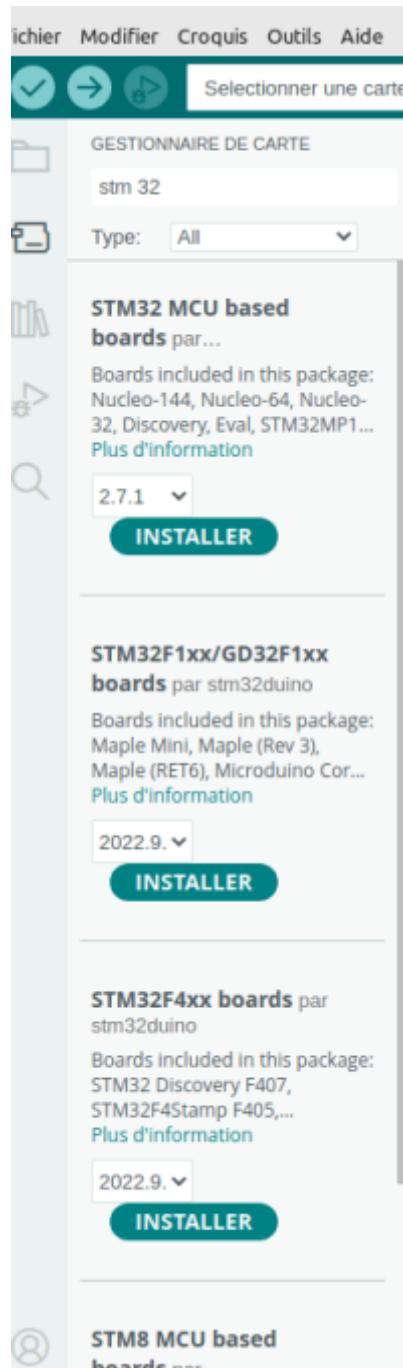 ichier Modifier Croquis Outils Aide
Selectionner une carte
GESTIONNAIRE DE CARTE
stm 32
Type: All
STM32 MCU based
boards par...
Boards included in this package:
Nucleo-144, Nucleo-64, Nucleo-
32, Discovery, Eval, STM32MP1...
Plus d'information
2.7.1
INSTALLER
STM32F1xx/GD32F1xx
boards par stm32duino
Boards included in this package:
Maple Mini, Maple (Rev 3),
Maple (RET6), Microduino Cor...
Plus d'information
2022.9.
INSTALLER
STM32F4xx boards par
stm32duino
Boards included in this package:
STM32 Discovery F407,
STM32F4Stamp F405,...
Plus d'information
2022.9.
INSTALLER
STM8 MCU based
boards par